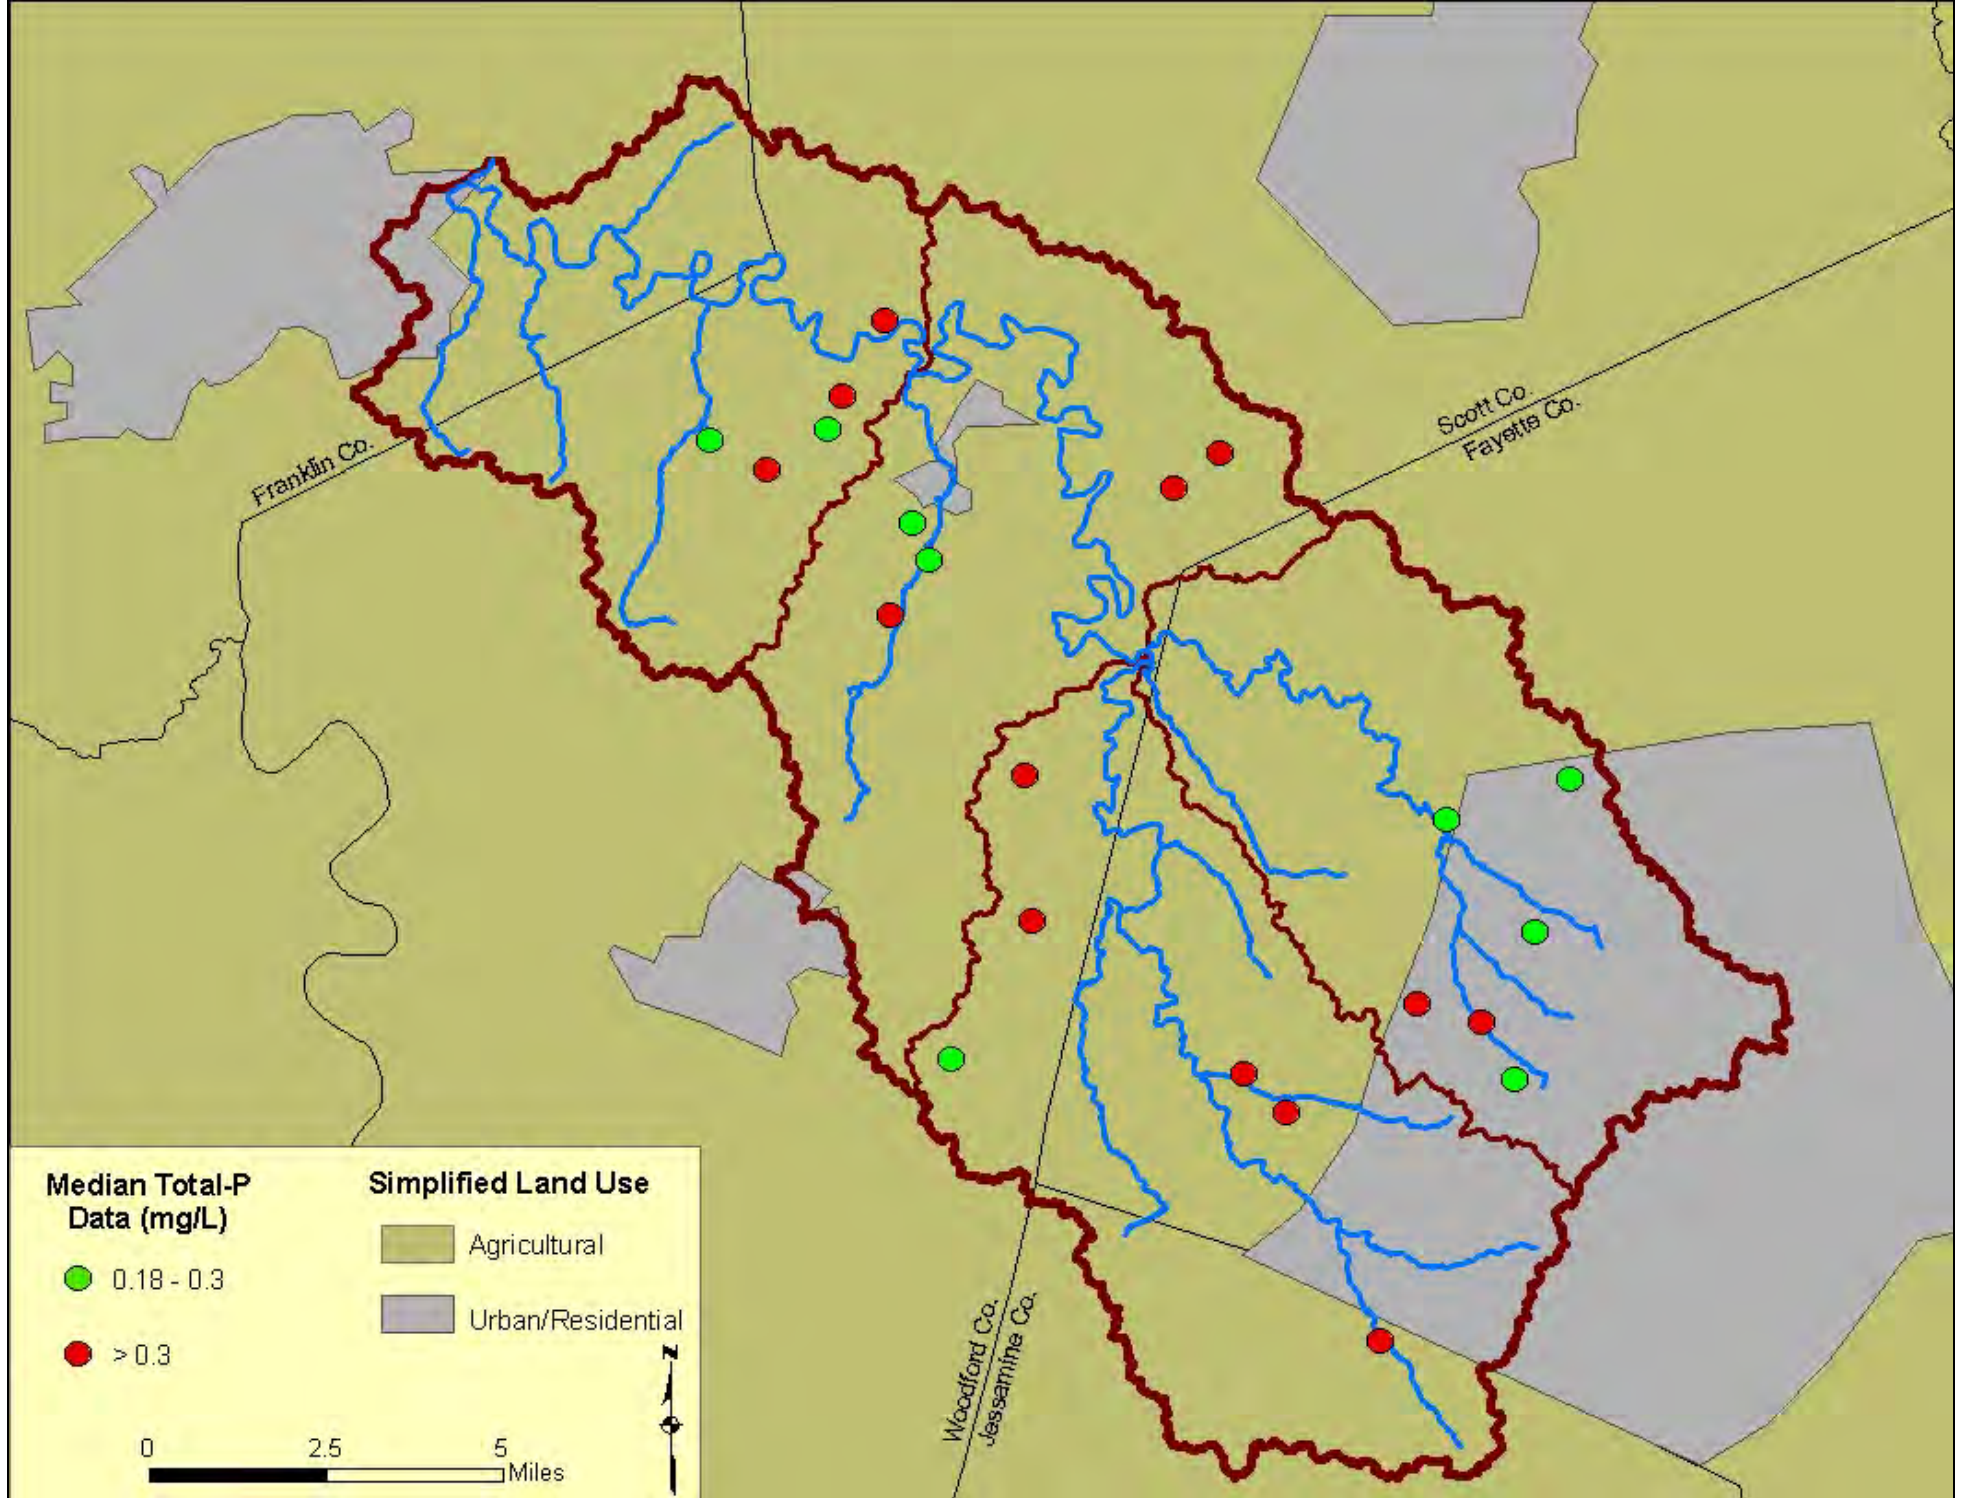 Scott Co.
Fayette Co.
Franklin Co.
Woodford Co.
Jessamine Co.
Median Total-P
Data (mg/L)
0.18 - 0.3
> 0.3
Simplified Land Use
Agricultural
Urban/Residential
N
0 2.5 5
Miles